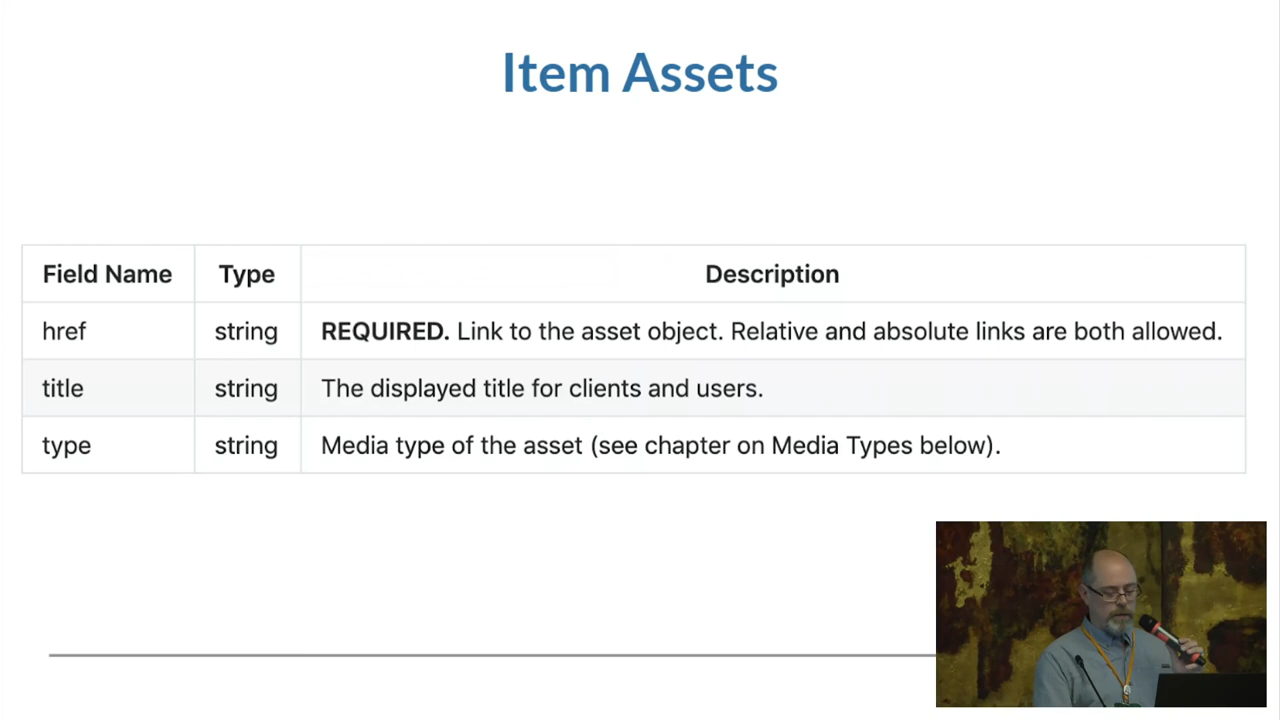 Item Assets
Field Name Type Description
href string REQUIRED. Link to the asset object. Relative and absolute links are both allowed.
title string The displayed title for clients and users.
type string Media type of the asset (see chapter on Media Types below).